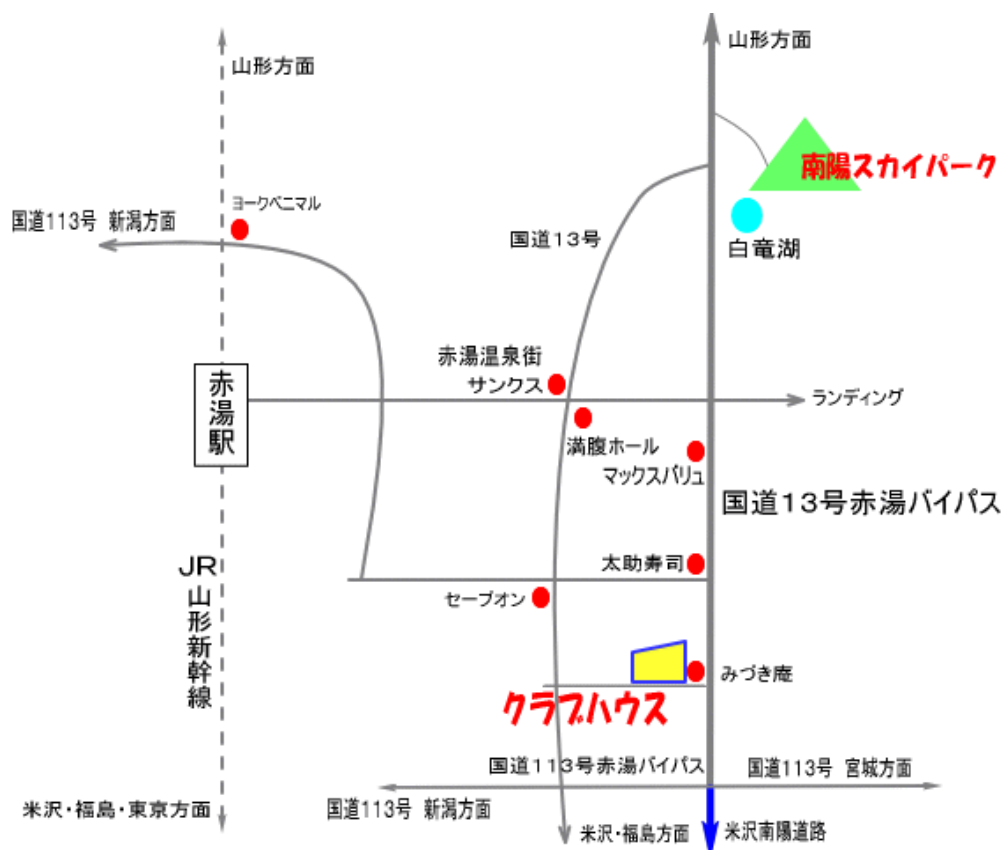 山形方面
山形方面
南陽スカイパーク
ヨークベニマル
国道113号 新潟方面
国道13号
白竜湖
赤湯温泉街
サンクス
赤湯駅
ランディング
満腹ホール
マックスバリュ
国道13号赤湯バイパス
太助寿司
JR山形新幹線
セーブオン
みづき庵
クラブハウス
国道113号赤湯バイパス
国道113号 宮城方面
米沢・福島・東京方面
国道113号 新潟方面
米沢・福島方面
米沢南陽道路